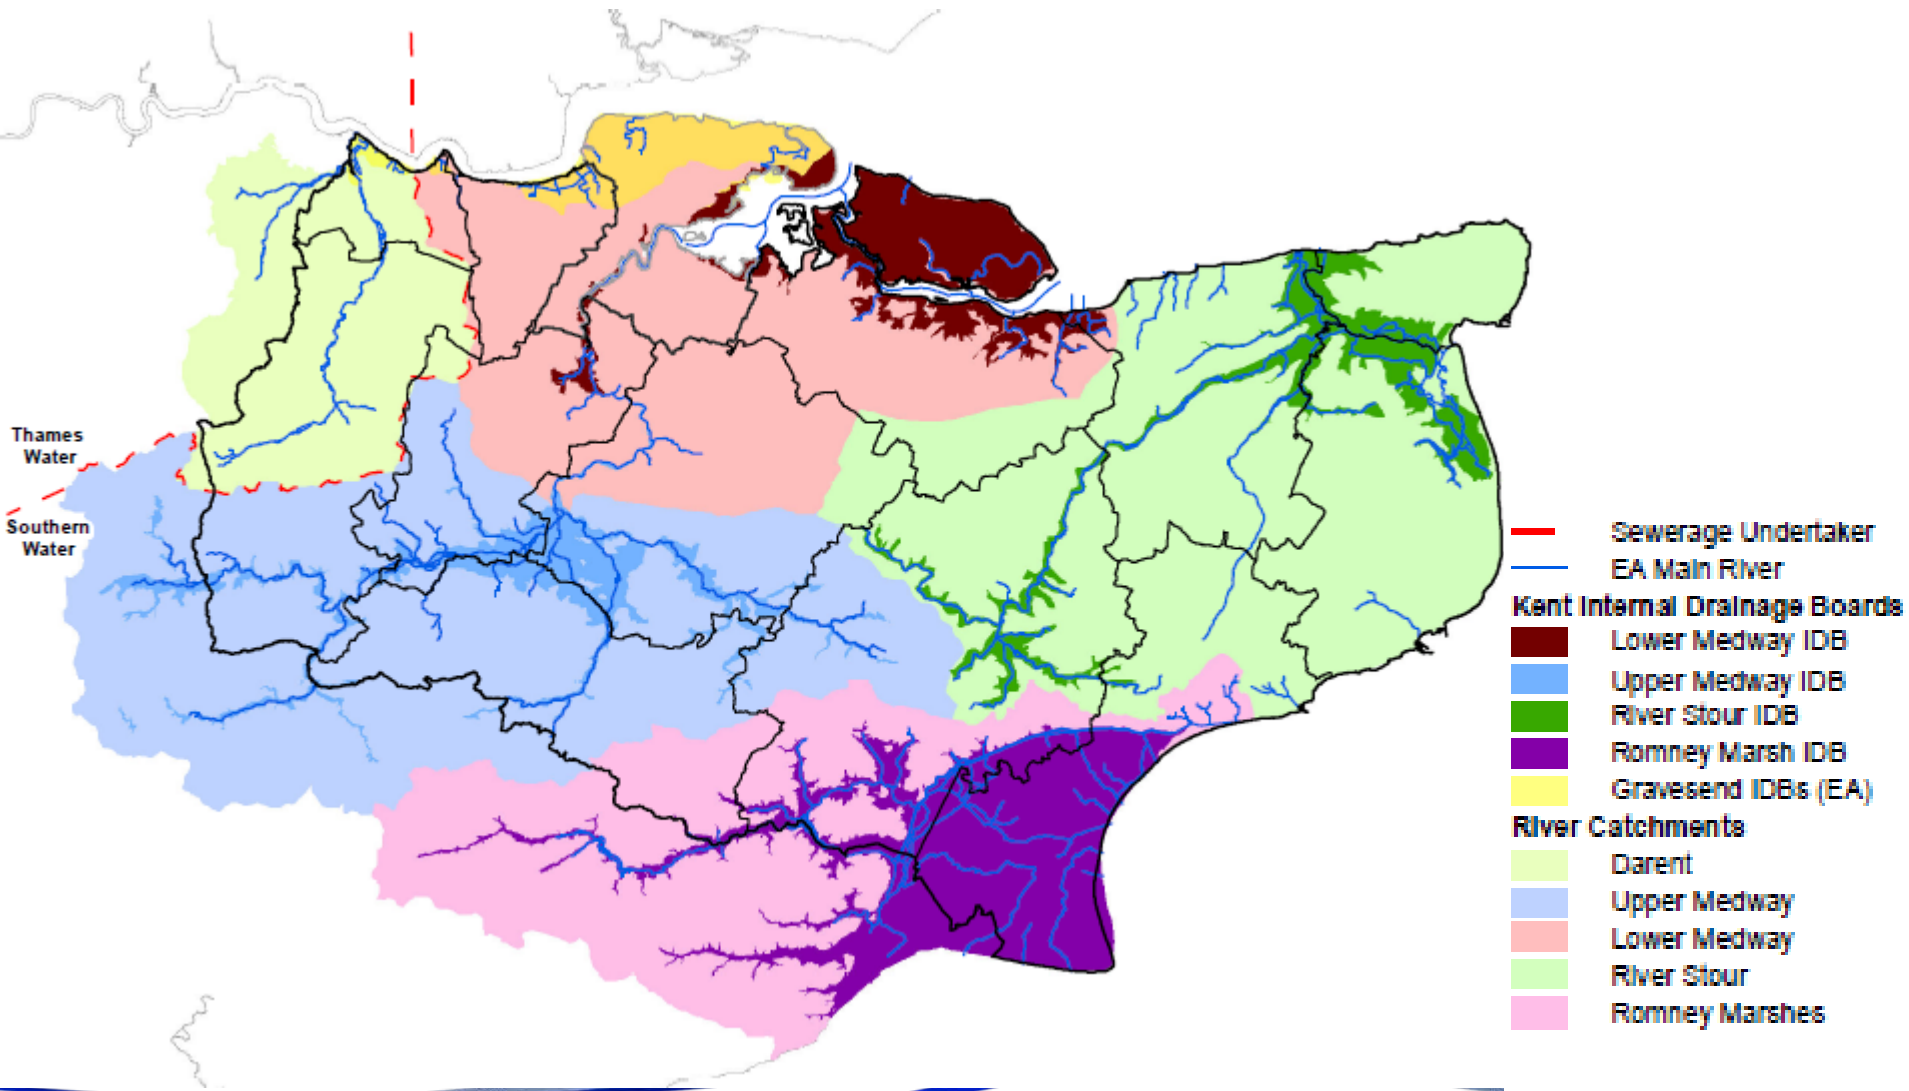 Thames
Water
Southern
Water
Sewerage Undertaker
EA Main River
Kent Internal Drainage Boards
Lower Medway IDB
Upper Medway IDB
River Stour IDB
Romney Marsh IDB
Gravesend IDBs (EA)
River Catchments
Darent
Upper Medway
Lower Medway
River Stour
Romney Marshes